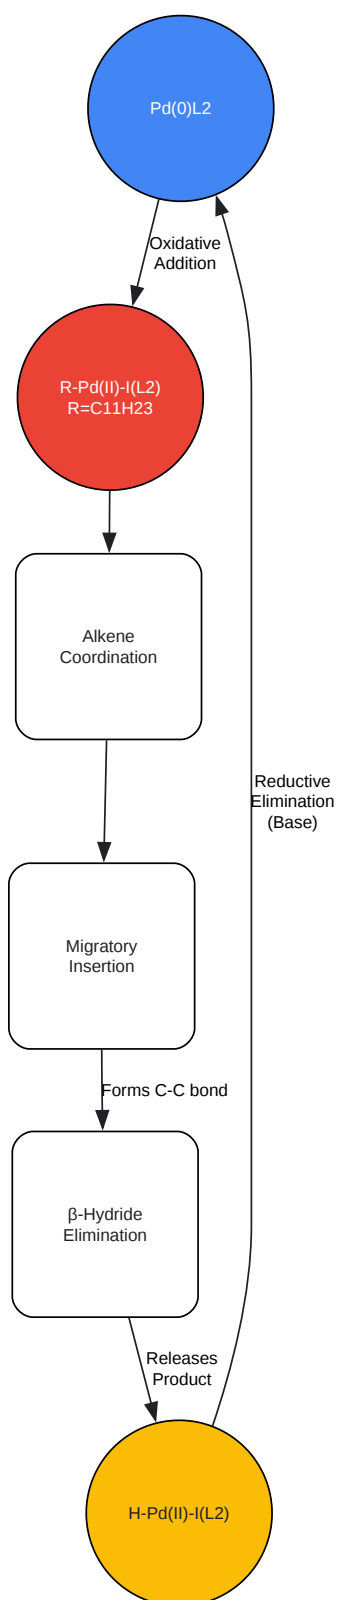 Pd(0)L2
Oxidative
Addition
R-Pd(II)-I(L2)
R=C11H23
Alkene
Coordination
Reductive
Elimination
(Base)
Migratory
Insertion
Forms C-C bond
β-Hydride
Elimination
Releases
Product
H-Pd(II)-I(L2)